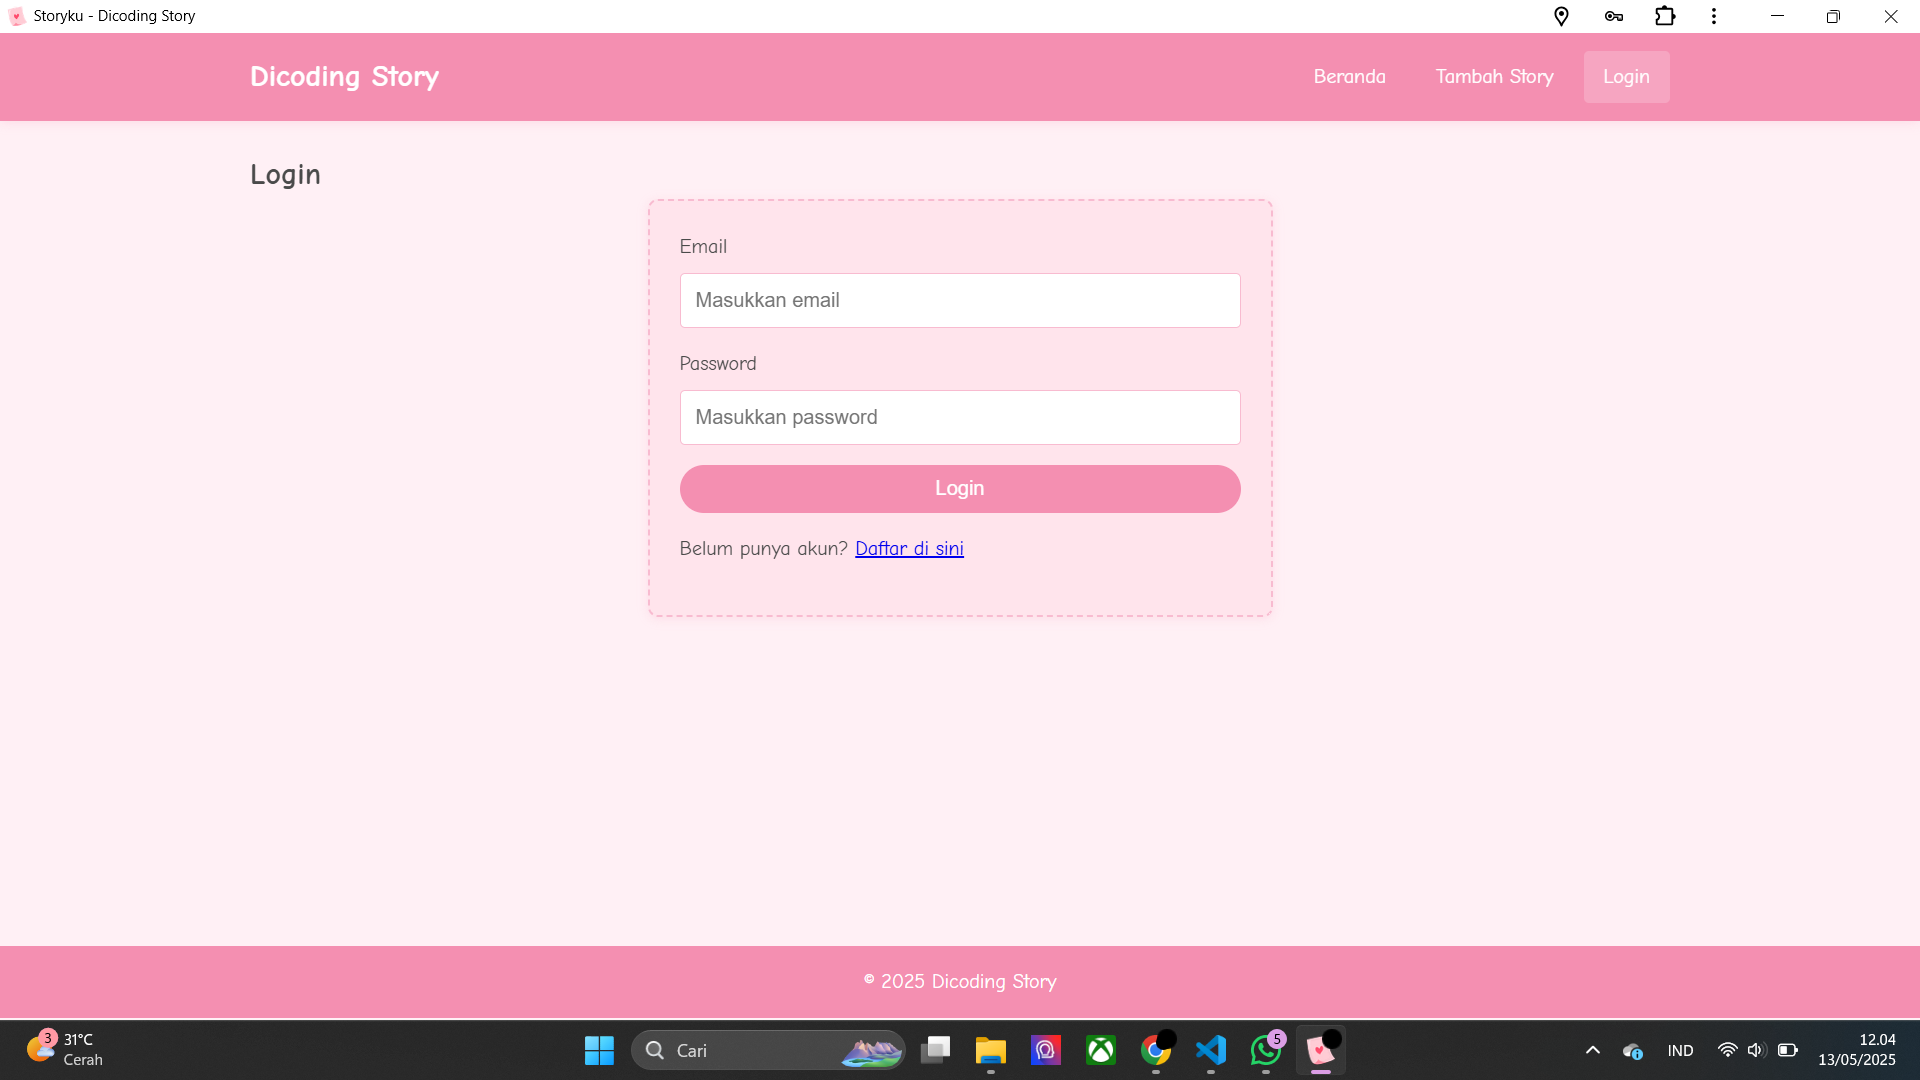 Storyku - Dicoding Story
Dicoding Story
Beranda
Tambah Story
Login
Login
Email
Masukkan email
Password
Masukkan password
Login
Belum punya akun? Daftar di sini
© 2025 Dicoding Story
3
31°C
Cerah
Cari
5
IND
12.04
13/05/2025